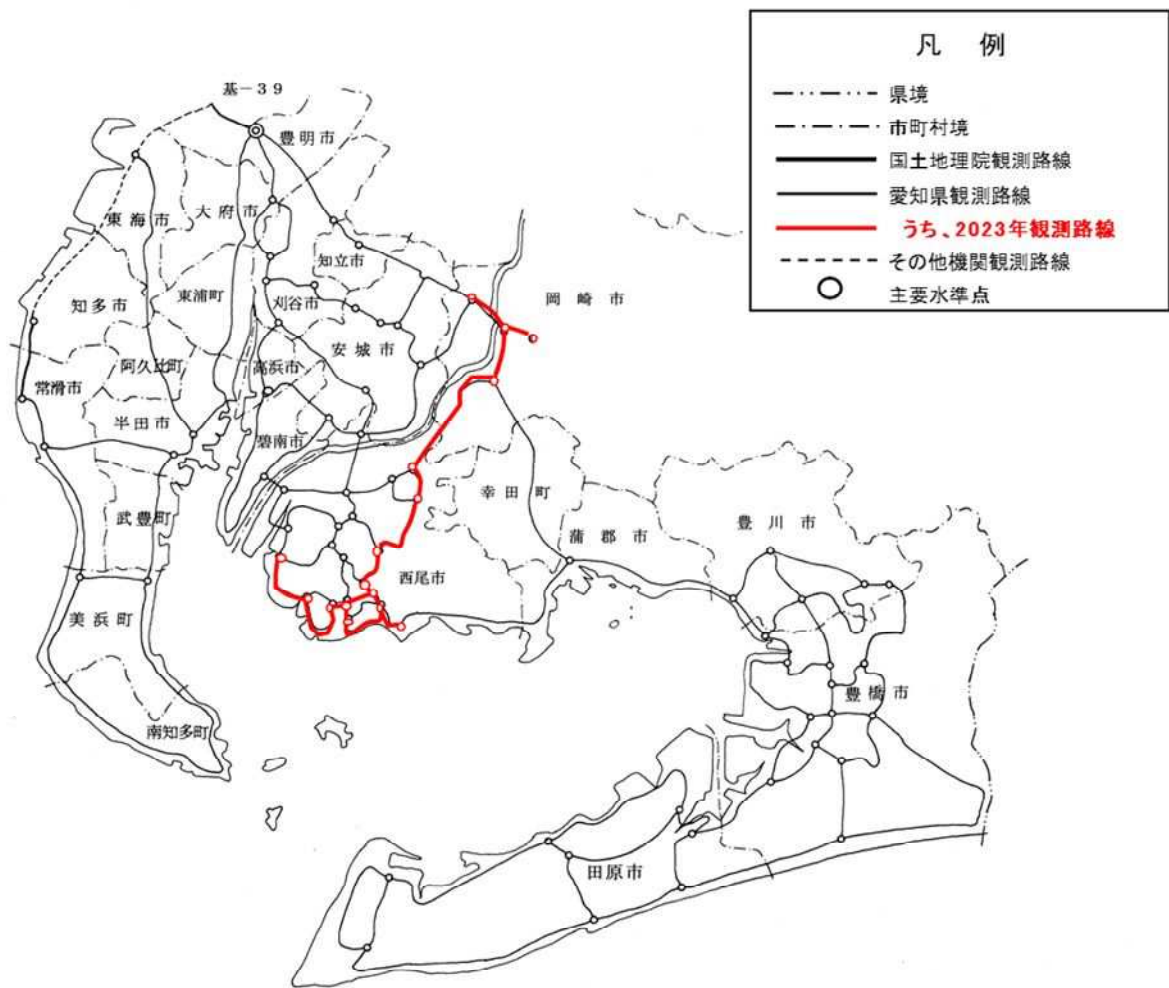 凡 例
県境
市町村境
国土地理院観測路線
愛知県観測路線
うち、2023年観測路線
その他機関観測路線
主要水準点
基-39
豊明市
東海市
大府市
知立市
岡崎市
知多市
東浦町
刈谷市
安城市
阿久比町
高浜市
常滑市
半田市
碧南市
幸田町
武豊町
蒲郡市
豊川市
西尾市
美浜町
豊橋市
南知多町
田原市